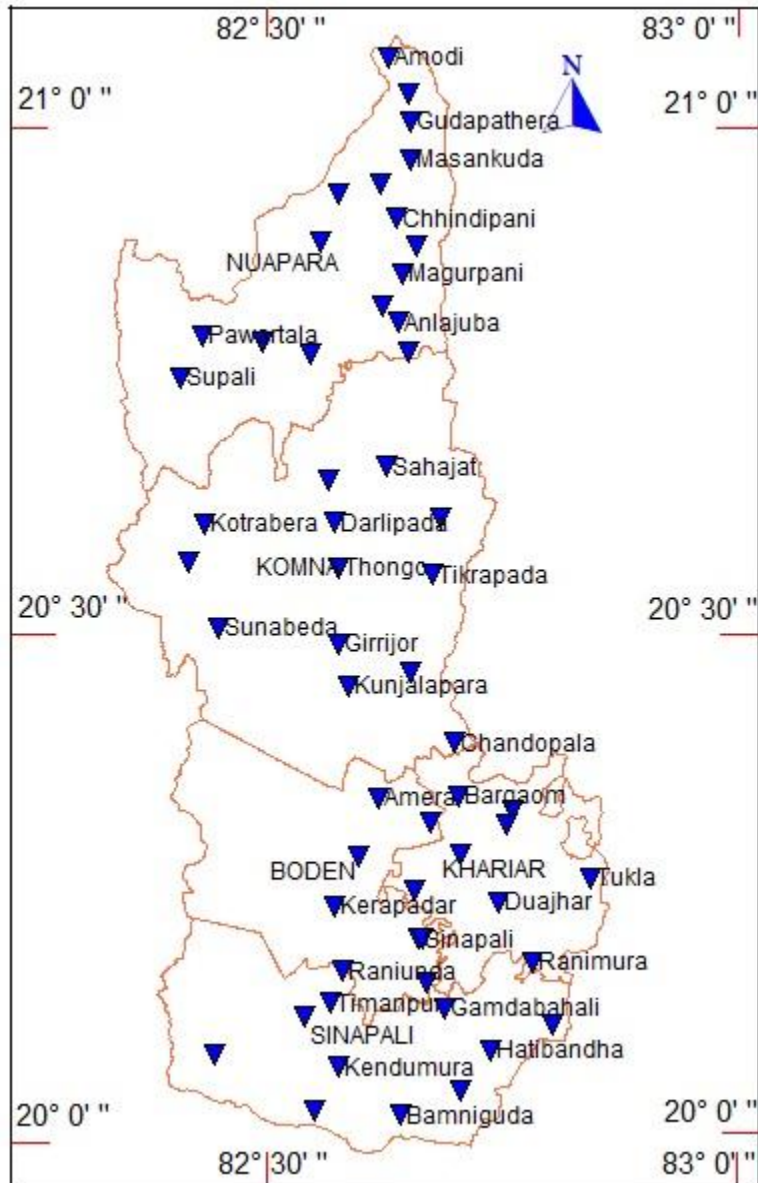 82° 30' "
83° 0' "
Amodi
N
21° 0' "
21° 0' "
Gudapathera
Masankuda
Chhindipani
NUAPARA
Magurpani
Anlajuba
Pawartala
Supali
Sahajat
Kotrabera
Darlipada
KOMNA
Thongo
Tikrapada
20° 30' "
20° 30' "
Sunabeda
Girrijor
Kunjalapara
Chandopala
Amera
Bargaom
BODEN
KHARIAR
Tukla
Kerapadar
Duajhar
Sinapali
Raniunda
Ranimura
Timanpur
Gamdabahali
SINAPALI
Hatibandha
Kendumura
20° 0' "
20° 0' "
Bamniguda
82° 30' "
83° 0' "